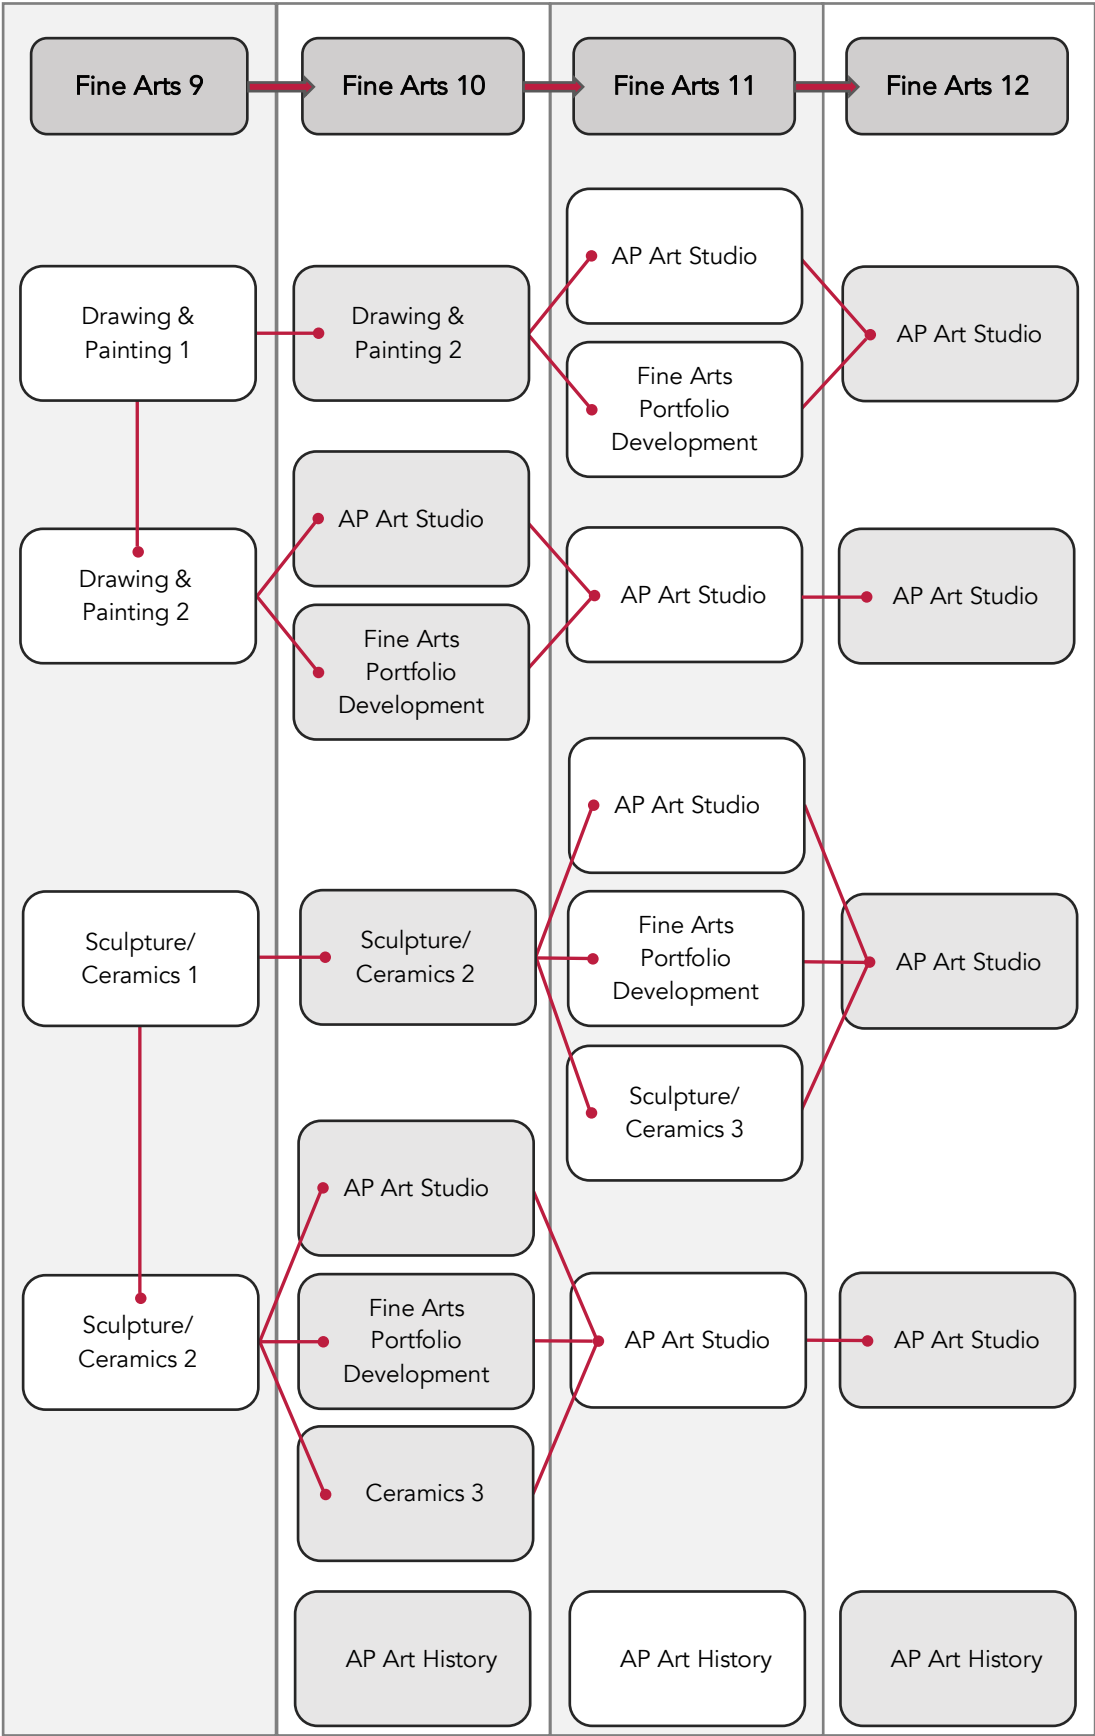 Fine Arts 9
Fine Arts 10
Fine Arts 11
Fine Arts 12
Drawing &
Painting 1
Drawing &
Painting 2
AP Art Studio
Fine Arts
Portfolio
Development
AP Art Studio
Drawing &
Painting 2
AP Art Studio
Fine Arts
Portfolio
Development
AP Art Studio
AP Art Studio
Sculpture/
Ceramics 1
Sculpture/
Ceramics 2
AP Art Studio
Fine Arts
Portfolio
Development
Sculpture/
Ceramics 3
AP Art Studio
Sculpture/
Ceramics 2
AP Art Studio
Fine Arts
Portfolio
Development
Ceramics 3
AP Art Studio
AP Art Studio
AP Art History
AP Art History
AP Art History